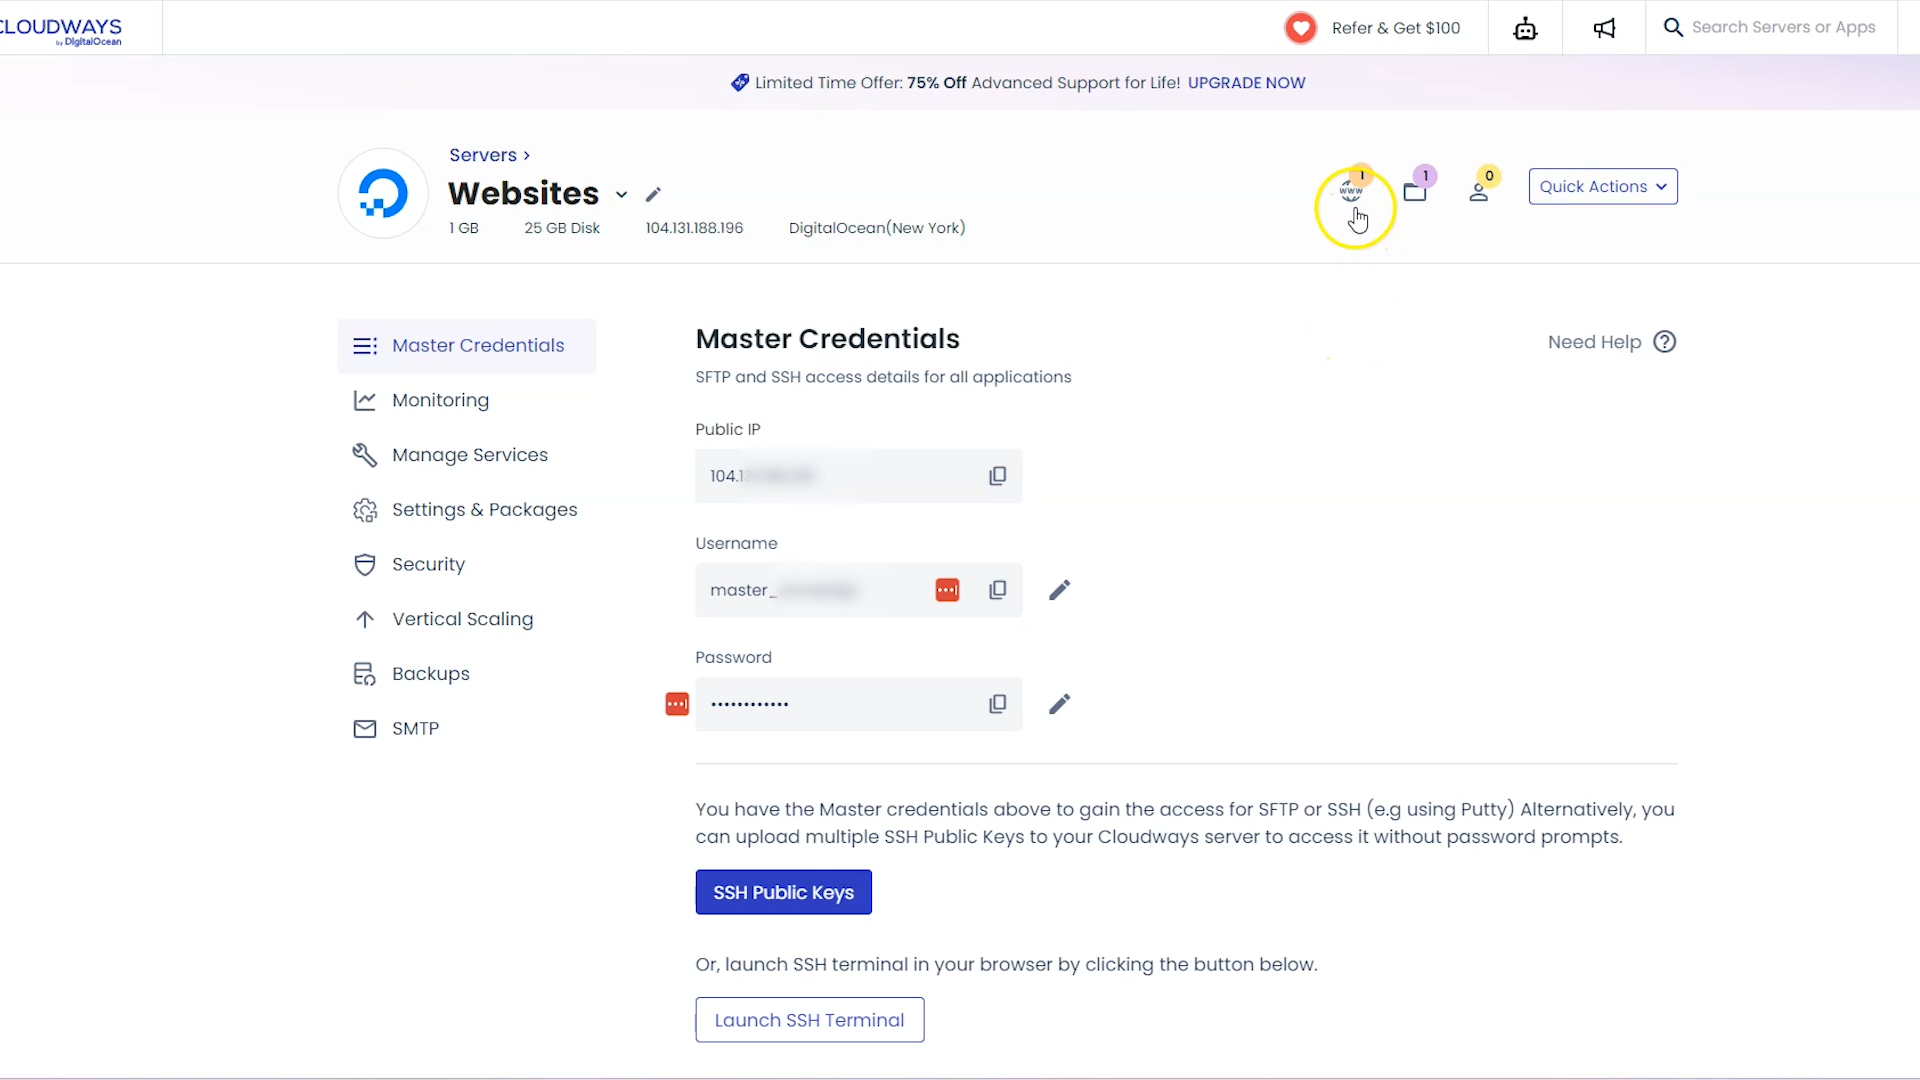 CLOUDWAYS
by DigitalOcean
Refer & Get $100
Search Servers or Apps
Limited Time Offer: 75% Off Advanced Support for Life! UPGRADE NOW
Servers >
Websites
1 GB 25 GB Disk 104.131.188.196 DigitalOcean(New York)
www 1 1 0
Quick Actions
Master Credentials
Monitoring
Manage Services
Settings & Packages
Security
Vertical Scaling
Backups
SMTP
Master Credentials
Need Help ?
SFTP and SSH access details for all applications
Public IP
104.1
Username
master_
Password
••••••••••••
You have the Master credentials above to gain the access for SFTP or SSH (e.g using Putty) Alternatively, you
can upload multiple SSH Public Keys to your Cloudways server to access it without password prompts.
SSH Public Keys
Or, launch SSH terminal in your browser by clicking the button below.
Launch SSH Terminal